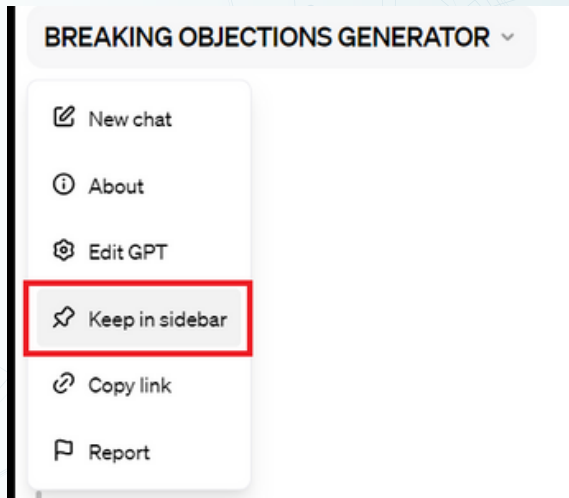 BREAKING OBJECTIONS GENERATOR
New chat
About
Edit GPT
Keep in sidebar
Copy link
Report